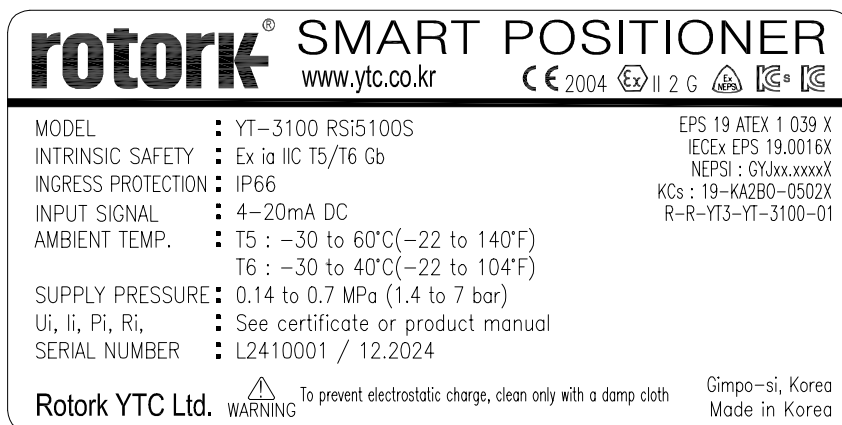 rotork® SMART POSITIONER
www.ytc.co.kr CE 2004 Ex II 2 G Ex NEPSI KCs KC
MODEL : YT-3100 RSi5100S
INTRINSIC SAFETY : Ex ia IIC T5/T6 Gb
INGRESS PROTECTION : IP66
INPUT SIGNAL : 4-20mA DC
AMBIENT TEMP. : T5 : -30 to 60°C(-22 to 140°F)
T6 : -30 to 40°C(-22 to 104°F)
SUPPLY PRESSURE : 0.14 to 0.7 MPa (1.4 to 7 bar)
Ui, Ii, Pi, Ri, : See certificate or product manual
SERIAL NUMBER : L2410001 / 12.2024
EPS 19 ATEX 1 039 X
IECEx EPS 19.0016X
NEPSI : GYJxx.xxxxX
KCs : 19-KA2BO-0502X
R-R-YT3-YT-3100-01
Rotork YTC Ltd. WARNING To prevent electrostatic charge, clean only with a damp cloth
Gimpo-si, Korea
Made in Korea